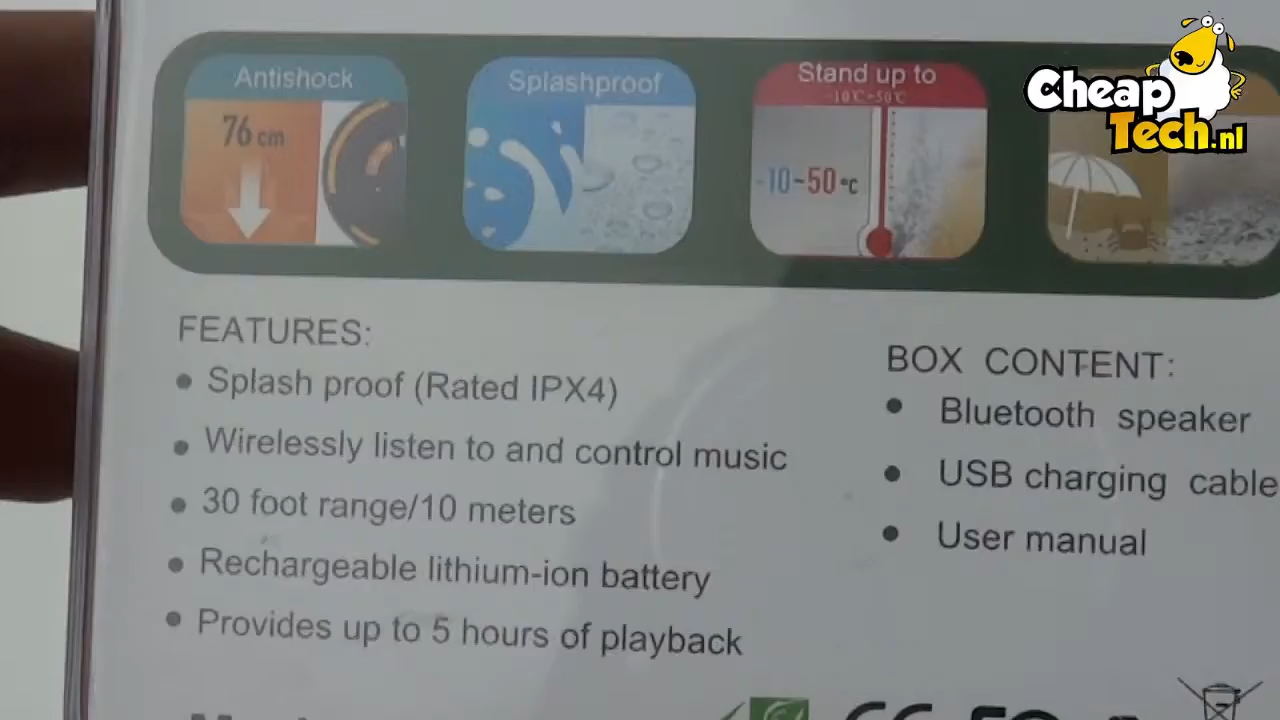 Cheap
Tech.nl
Antishock
76 cm
Splashproof
Stand up to
-10℃~50℃
-10~50℃
FEATURES:
• Splash proof (Rated IPX4)
• Wirelessly listen to and control music
• 30 foot range/10 meters
• Rechargeable lithium-ion battery
• Provides up to 5 hours of playback
BOX CONTENT:
• Bluetooth speaker
• USB charging cable
• User manual